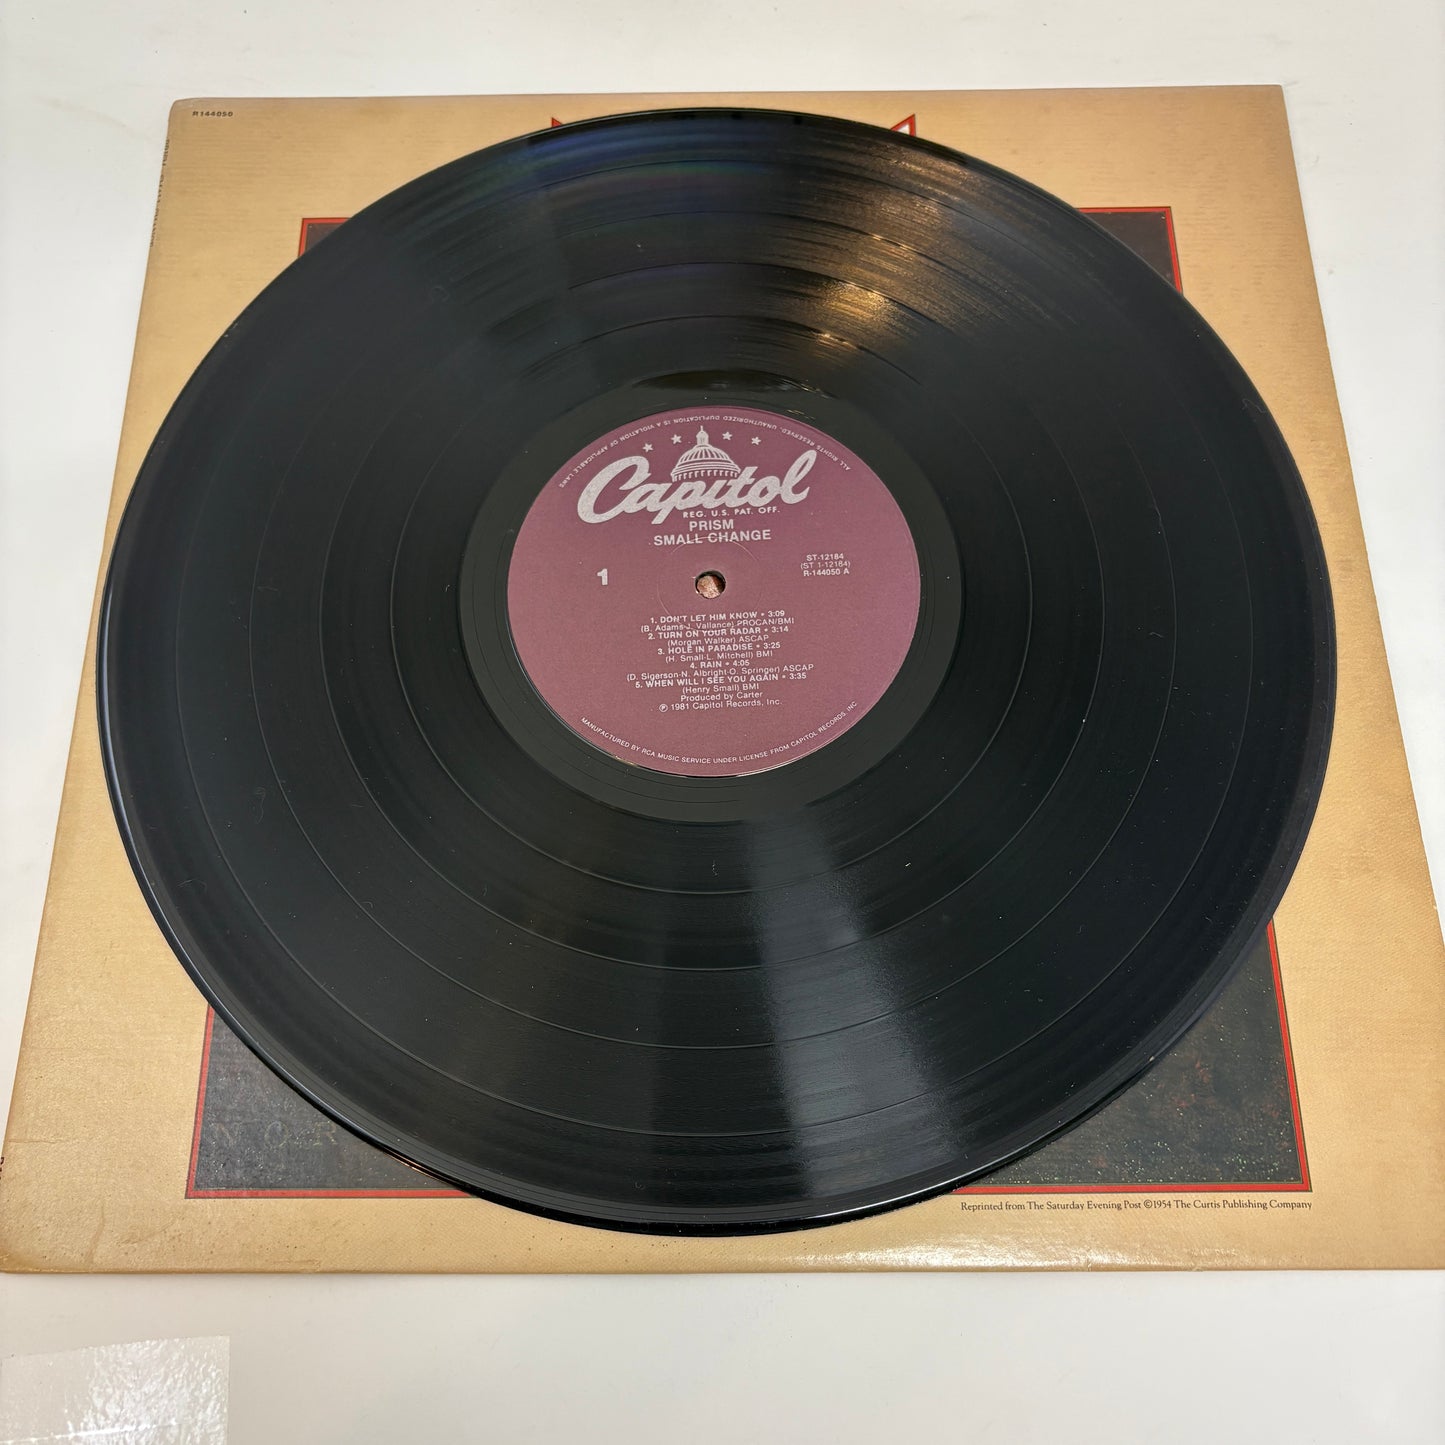 R144050
ALL RIGHTS RESERVED. UNAUTHORIZED DUPLICATION IS A VIOLATION OF APPLICABLE LAWS
Capitol
REG. U.S. PAT. OFF.
PRISM
SMALL CHANGE
1
ST-12184
(ST 1-12184)
R-144050 A
1. DON'T LET HIM KNOW • 3:09
(B. Adams-J. Vallance) PROCAN/BMI
2. TURN ON YOUR RADAR • 3:14
(Morgan Walker) ASCAP
3. HOLE IN PARADISE • 3:25
(H. Small-L. Mitchell) BMI
4. RAIN • 4:05
(D. Sigerson-N. Albright-O. Springer) ASCAP
5. WHEN WILL I SEE YOU AGAIN • 3:35
(Henry Small) BMI
Produced by Carter
℗ 1981 Capitol Records, Inc.
MANUFACTURED BY RCA MUSIC SERVICE UNDER LICENSE FROM CAPITOL RECORDS, INC
N O R
Reprinted from The Saturday Evening Post ©1954 The Curtis Publishing Company